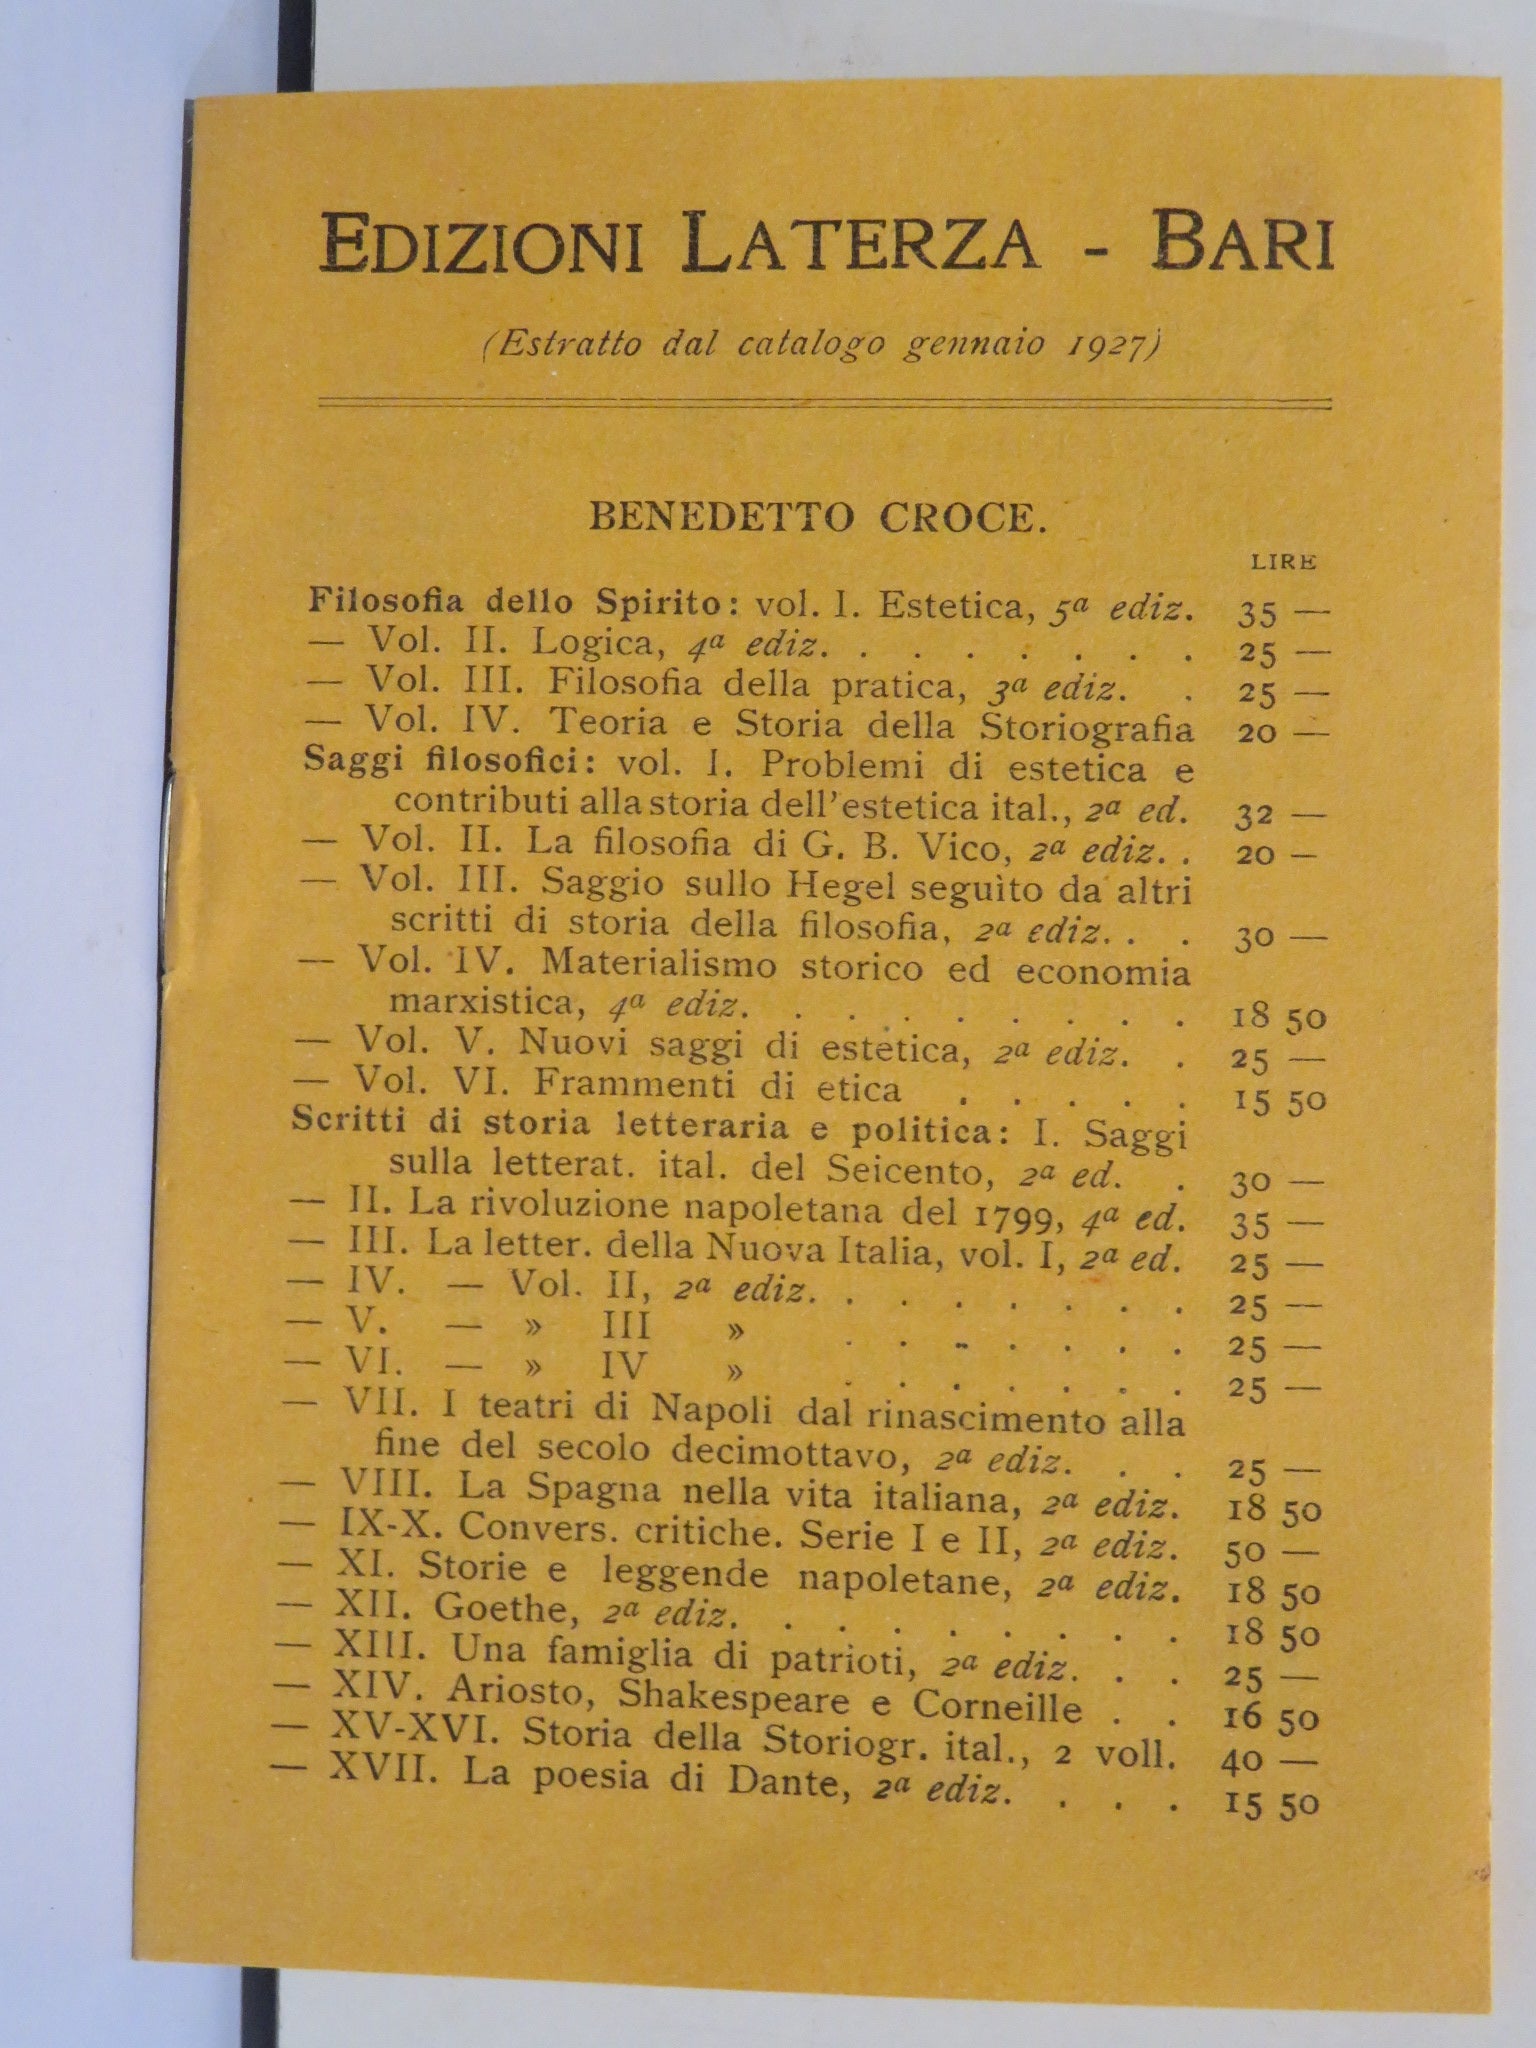 EDIZIONI LATERZA - BARI
(Estratto dal catalogo gennaio 1927)
BENEDETTO CROCE.
LIRE
Filosofia dello Spirito: vol. I. Estetica, 5ª ediz. 35 —
— Vol. II. Logica, 4ª ediz. . . . . . . . 25 —
— Vol. III. Filosofia della pratica, 3ª ediz. . 25 —
— Vol. IV. Teoria e Storia della Storiografia 20 —
Saggi filosofici: vol. I. Problemi di estetica e
contributi alla storia dell'estetica ital., 2ª ed. 32 —
— Vol. II. La filosofia di G. B. Vico, 2ª ediz. . 20 —
— Vol. III. Saggio sullo Hegel seguìto da altri
scritti di storia della filosofia, 2ª ediz. . . 30 —
— Vol. IV. Materialismo storico ed economia
marxistica, 4ª ediz. . . . . . . . . 18 50
— Vol. V. Nuovi saggi di estetica, 2ª ediz. . 25 —
— Vol. VI. Frammenti di etica . . . . . 15 50
Scritti di storia letteraria e politica: I. Saggi
sulla letterat. ital. del Seicento, 2ª ed. . 30 —
— II. La rivoluzione napoletana del 1799, 4ª ed. 35 —
— III. La letter. della Nuova Italia, vol. I, 2ª ed. 25 —
— IV. — Vol. II, 2ª ediz. . . . . . . . 25 —
— V. — » III » . . . . . . . 25 —
— VI. — » IV » . . . . . . . 25 —
— VII. I teatri di Napoli dal rinascimento alla
fine del secolo decimottavo, 2ª ediz. . . 25 —
— VIII. La Spagna nella vita italiana, 2ª ediz. 18 50
— IX-X. Convers. critiche. Serie I e II, 2ª ediz. 50 —
— XI. Storie e leggende napoletane, 2ª ediz. 18 50
— XII. Goethe, 2ª ediz. . . . . . . . . 18 50
— XIII. Una famiglia di patrioti, 2ª ediz. . . 25 —
— XIV. Ariosto, Shakespeare e Corneille . . 16 50
— XV-XVI. Storia della Storiogr. ital., 2 voll. 40 —
— XVII. La poesia di Dante, 2ª ediz. . . . 15 50